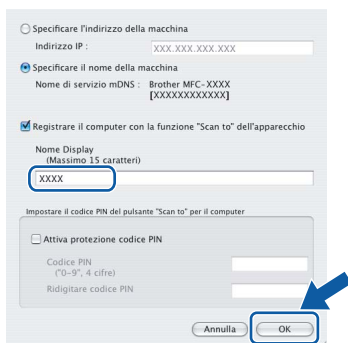 Specificare l'indirizzo della macchina
Indirizzo IP :
XXX.XXX.XXX.XXX
Specificare il nome della macchina
Nome di servizio mDNS : Brother MFC-XXXX
[XXXXXXXXXXXX]
Registrare il computer con la funzione "Scan to" dell'apparecchio
Nome Display
(Massimo 15 caratteri)
XXXX
Impostare il codice PIN del pulsante "Scan to" per il computer
Attiva protezione codice PIN
Codice PIN
("0-9", 4 cifre)
Ridigitare codice PIN
Annulla
OK